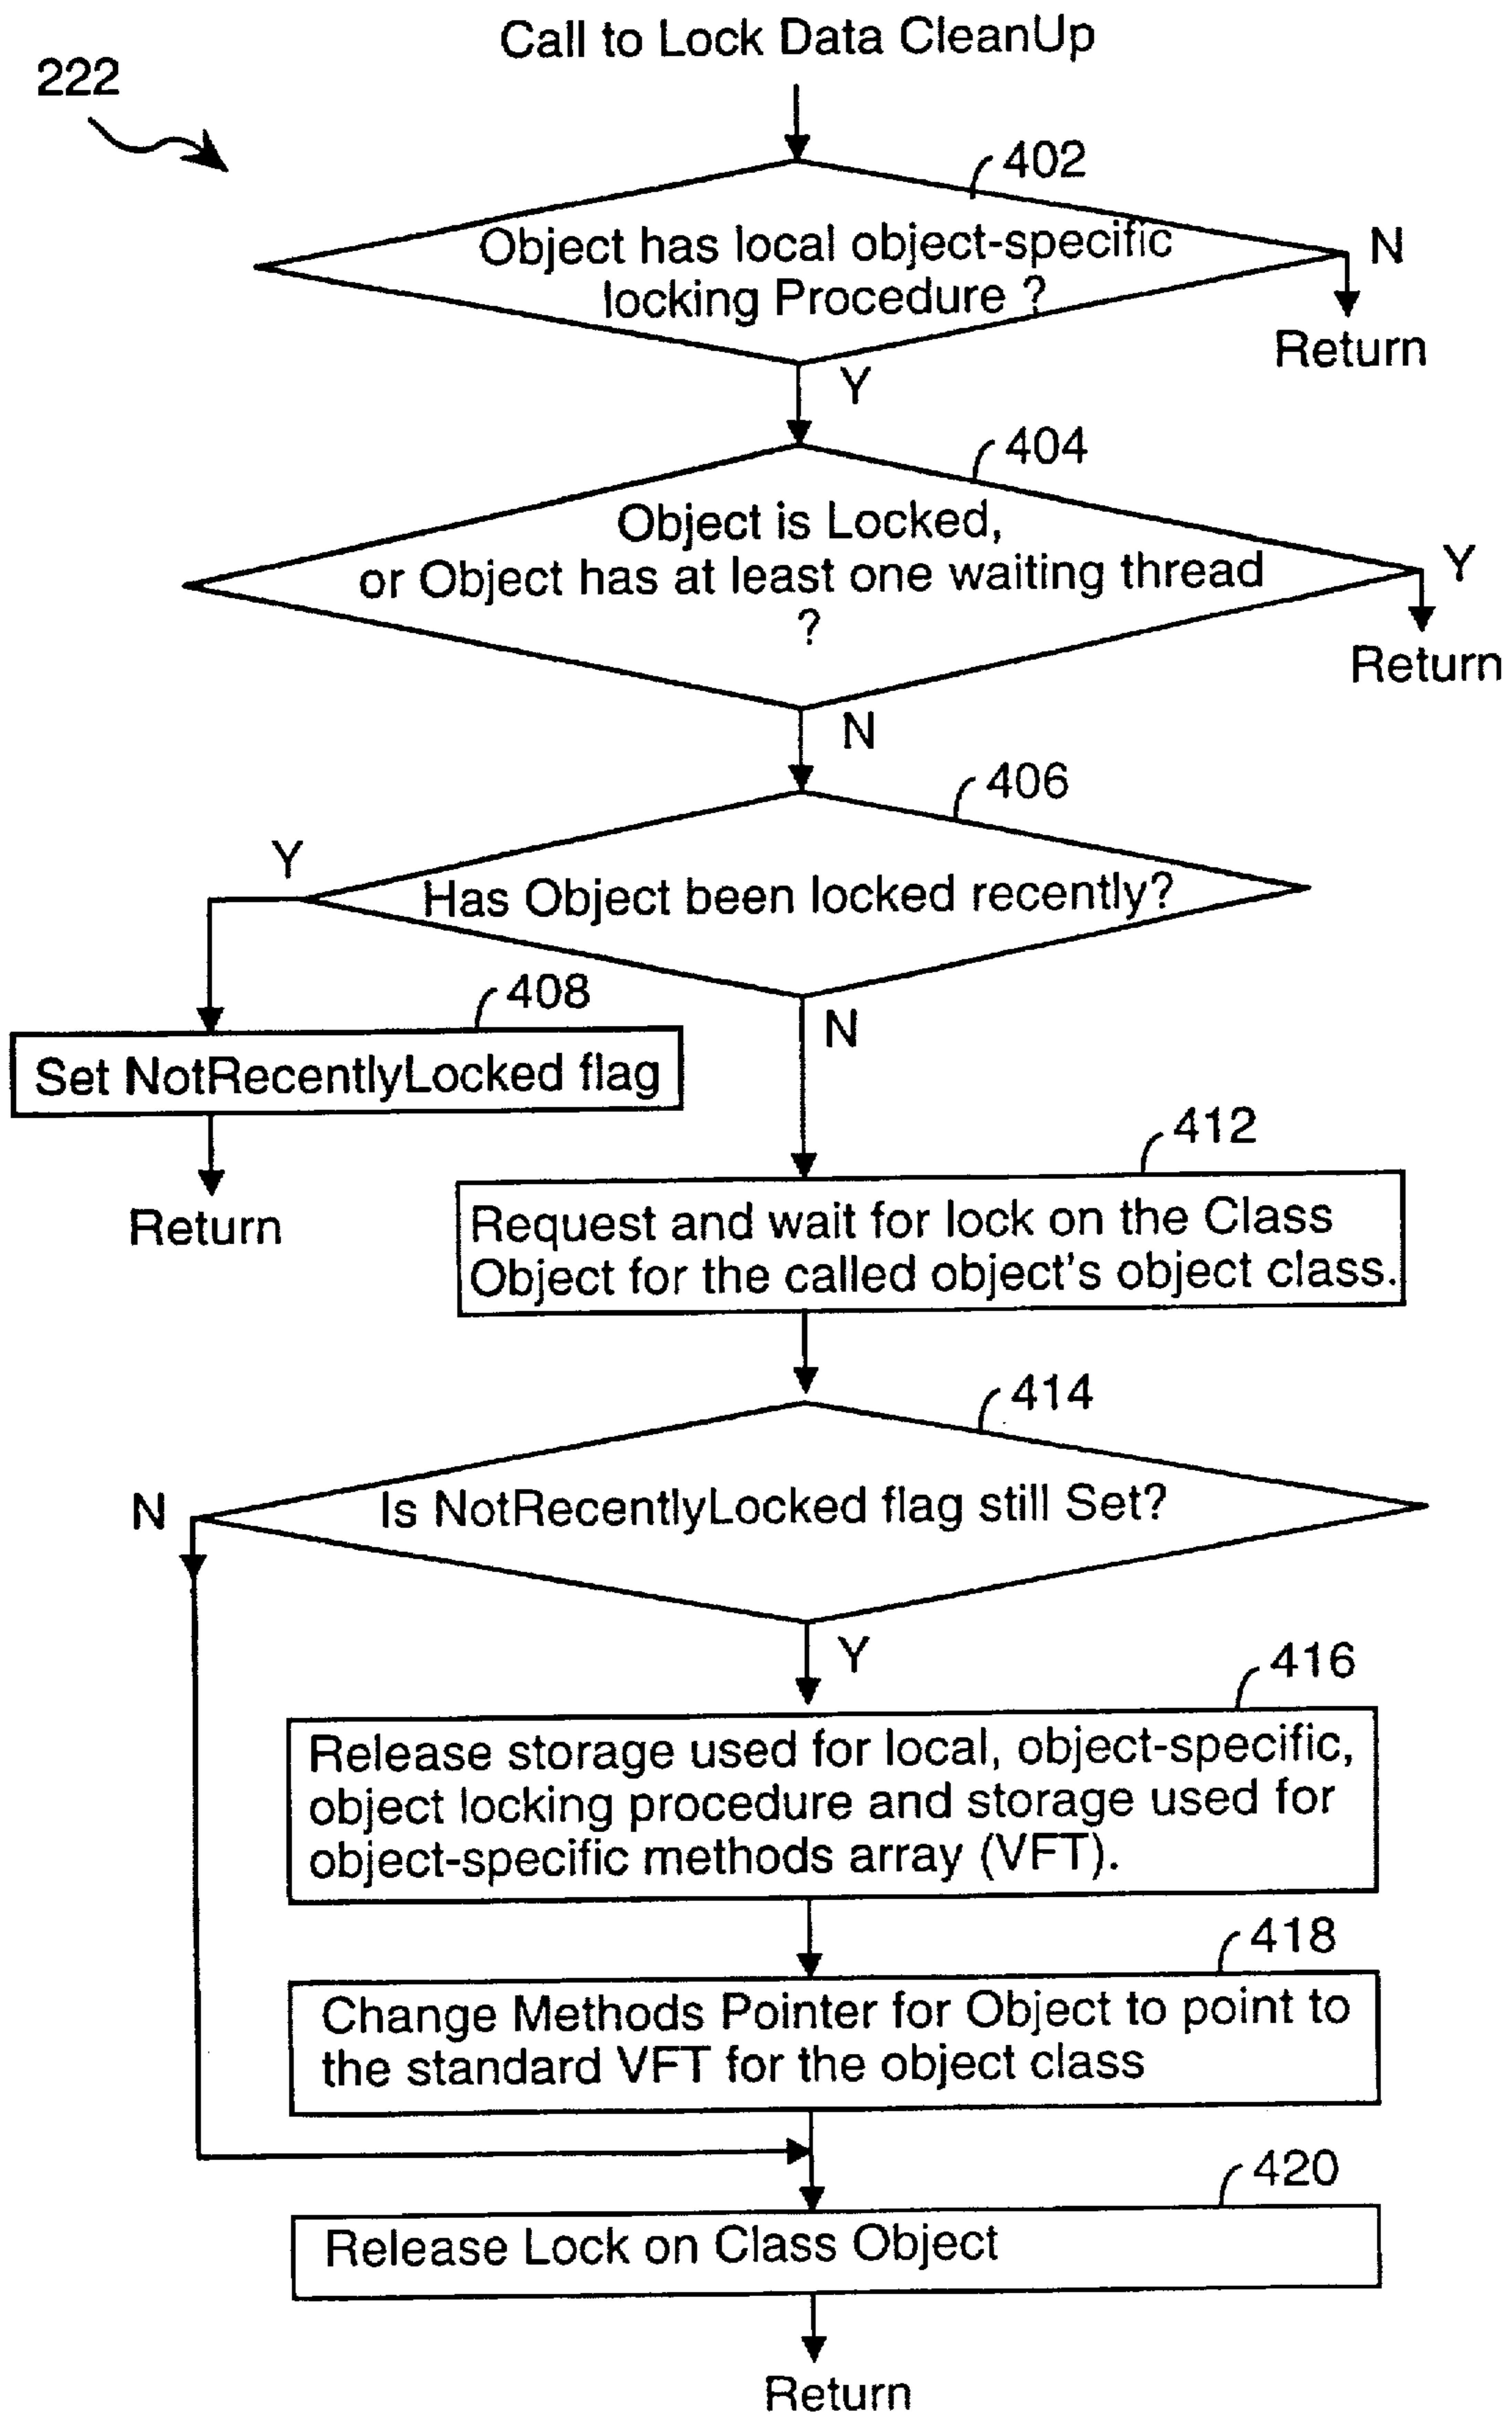 Call to Lock Data CleanUp
222
402
Object has local object-specific
locking Procedure ?
N
Return
Y
404
Object is Locked,
or Object has at least one waiting thread
?
Y
Return
N
406
Y
Has Object been locked recently?
408
N
Set NotRecentlyLocked flag
412
Return
Request and wait for lock on the Class
Object for the called object's object class.
414
N
Is NotRecentlyLocked flag still Set?
Y
416
Release storage used for local, object-specific,
object locking procedure and storage used for
object-specific methods array (VFT).
418
Change Methods Pointer for Object to point to
the standard VFT for the object class
420
Release Lock on Class Object
Return